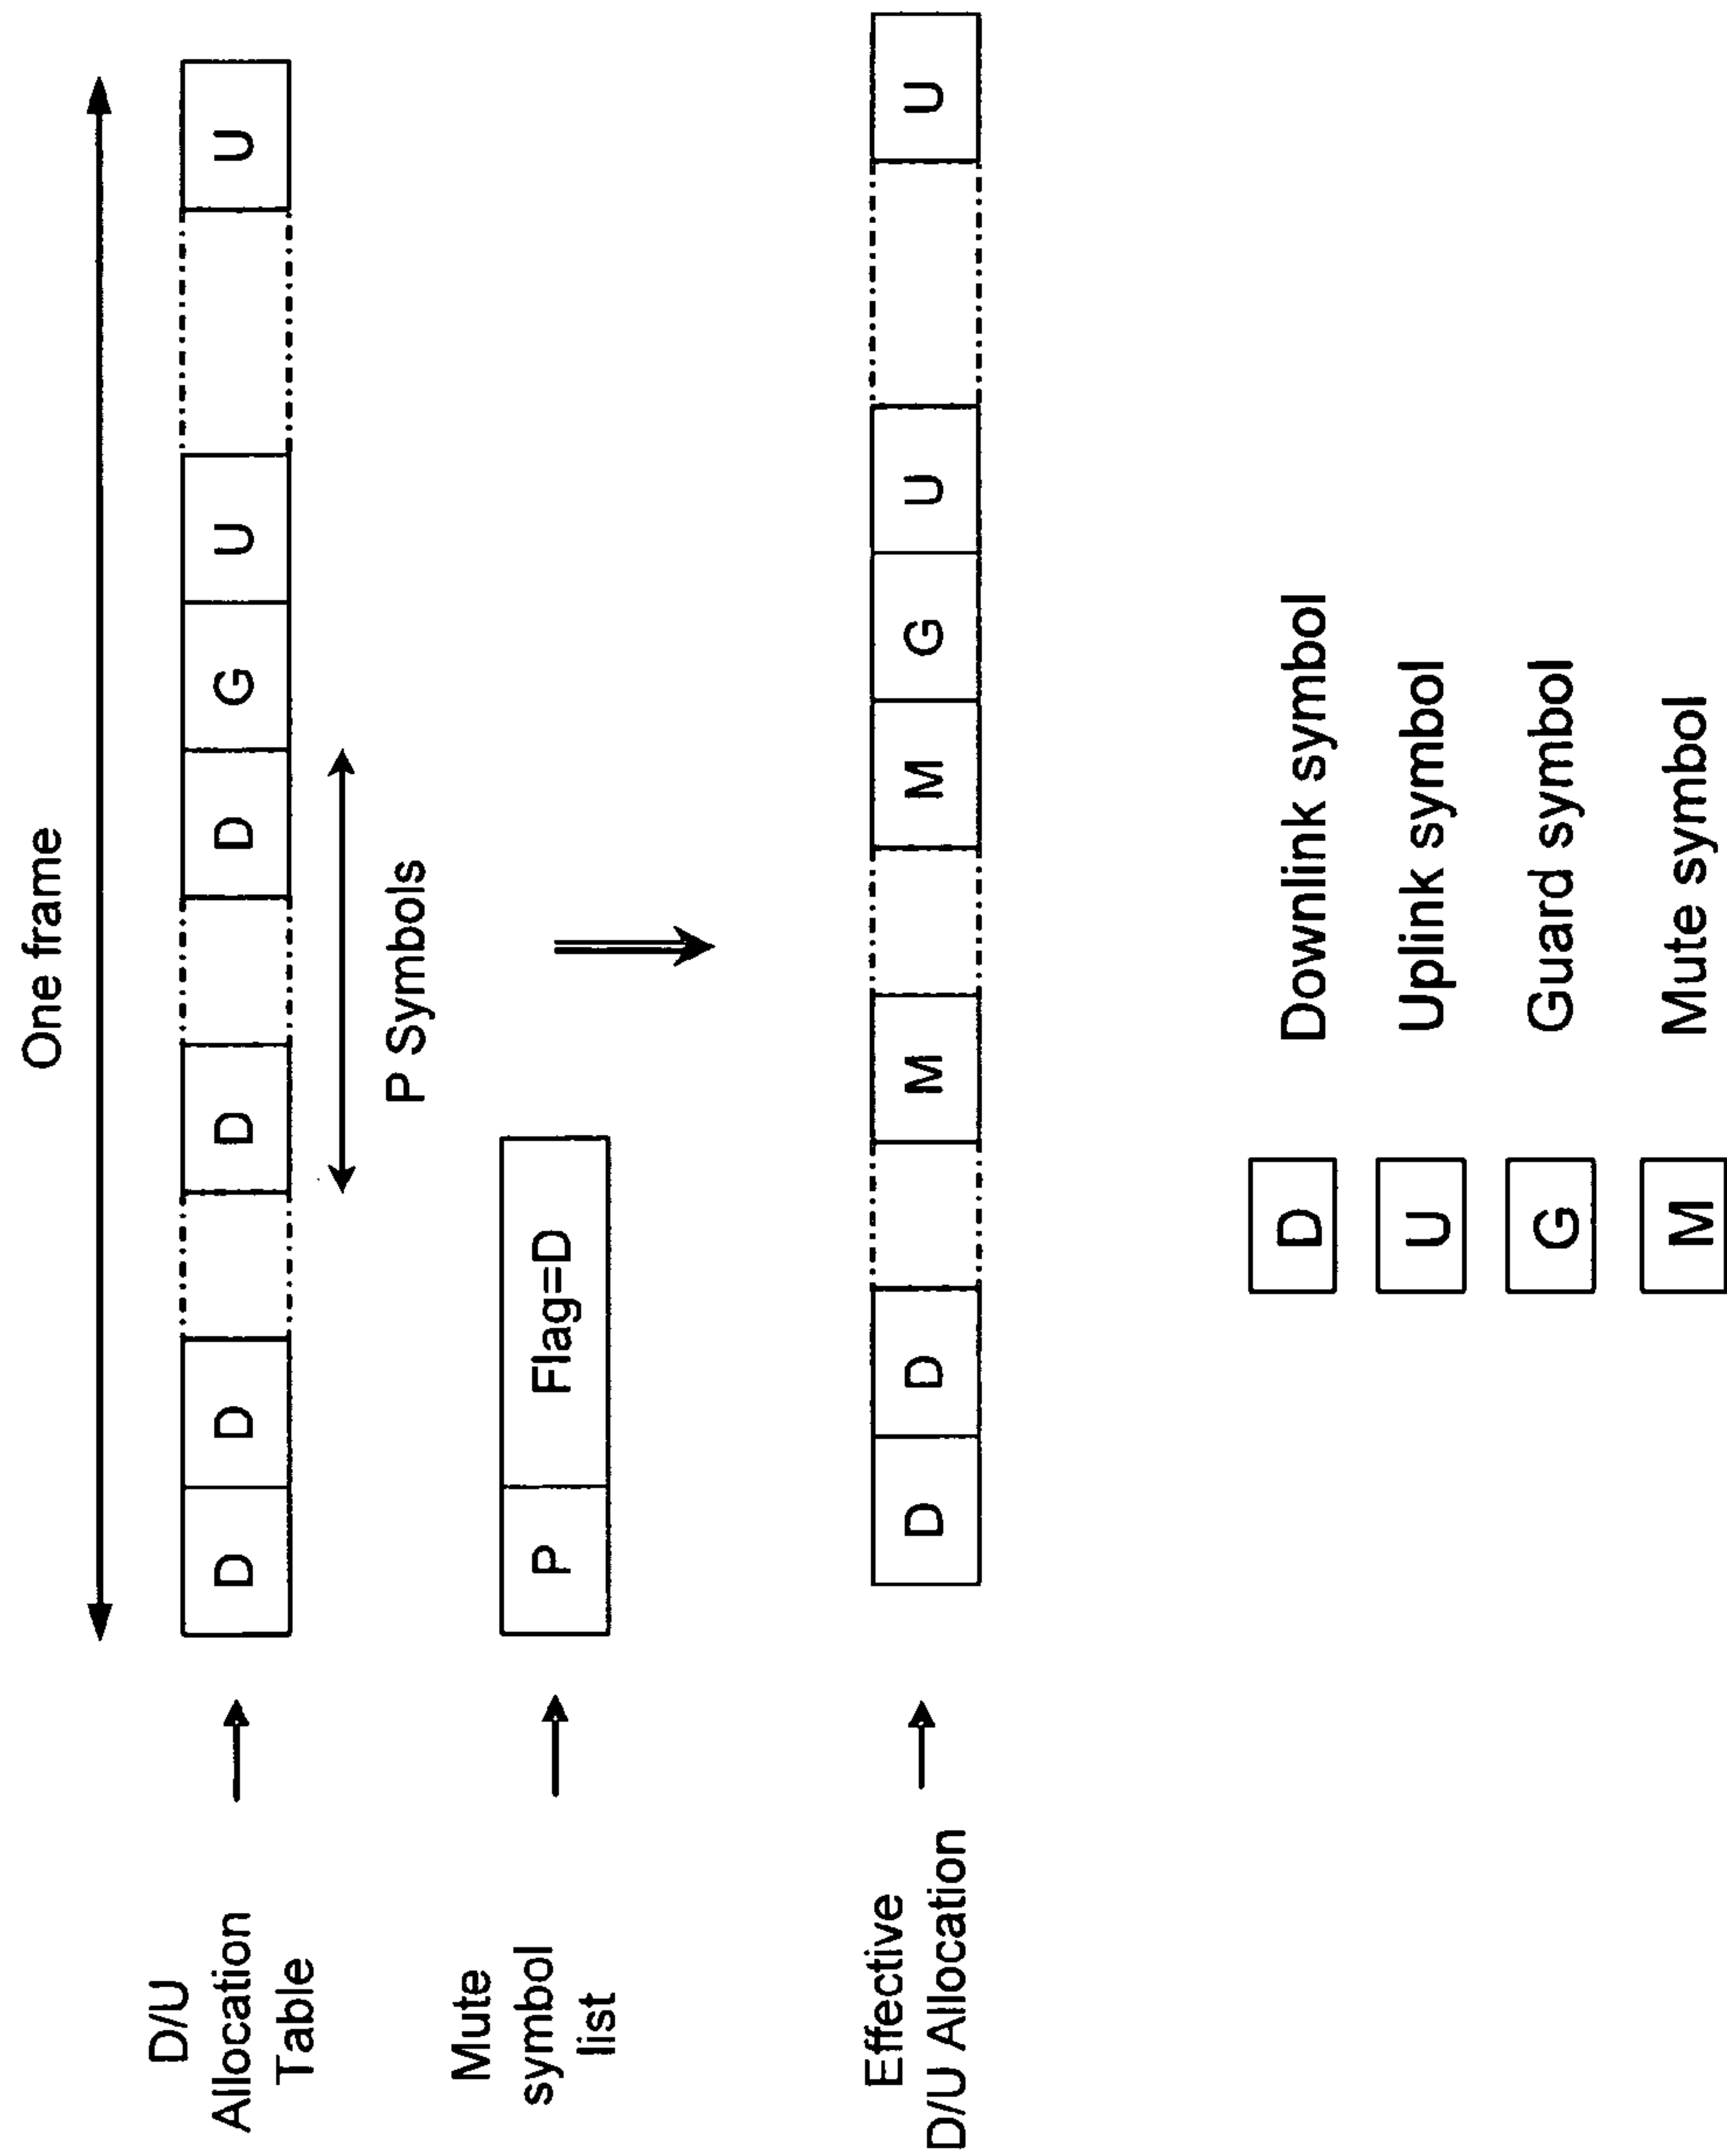 One frame
D/U
Allocation
Table
D D D D G U U
P Symbols
Mute
symbol
list
P Flag=D
Effective
D/U Allocation
D D M M G U U
D Downlink symbol
U Uplink symbol
G Guard symbol
M Mute symbol